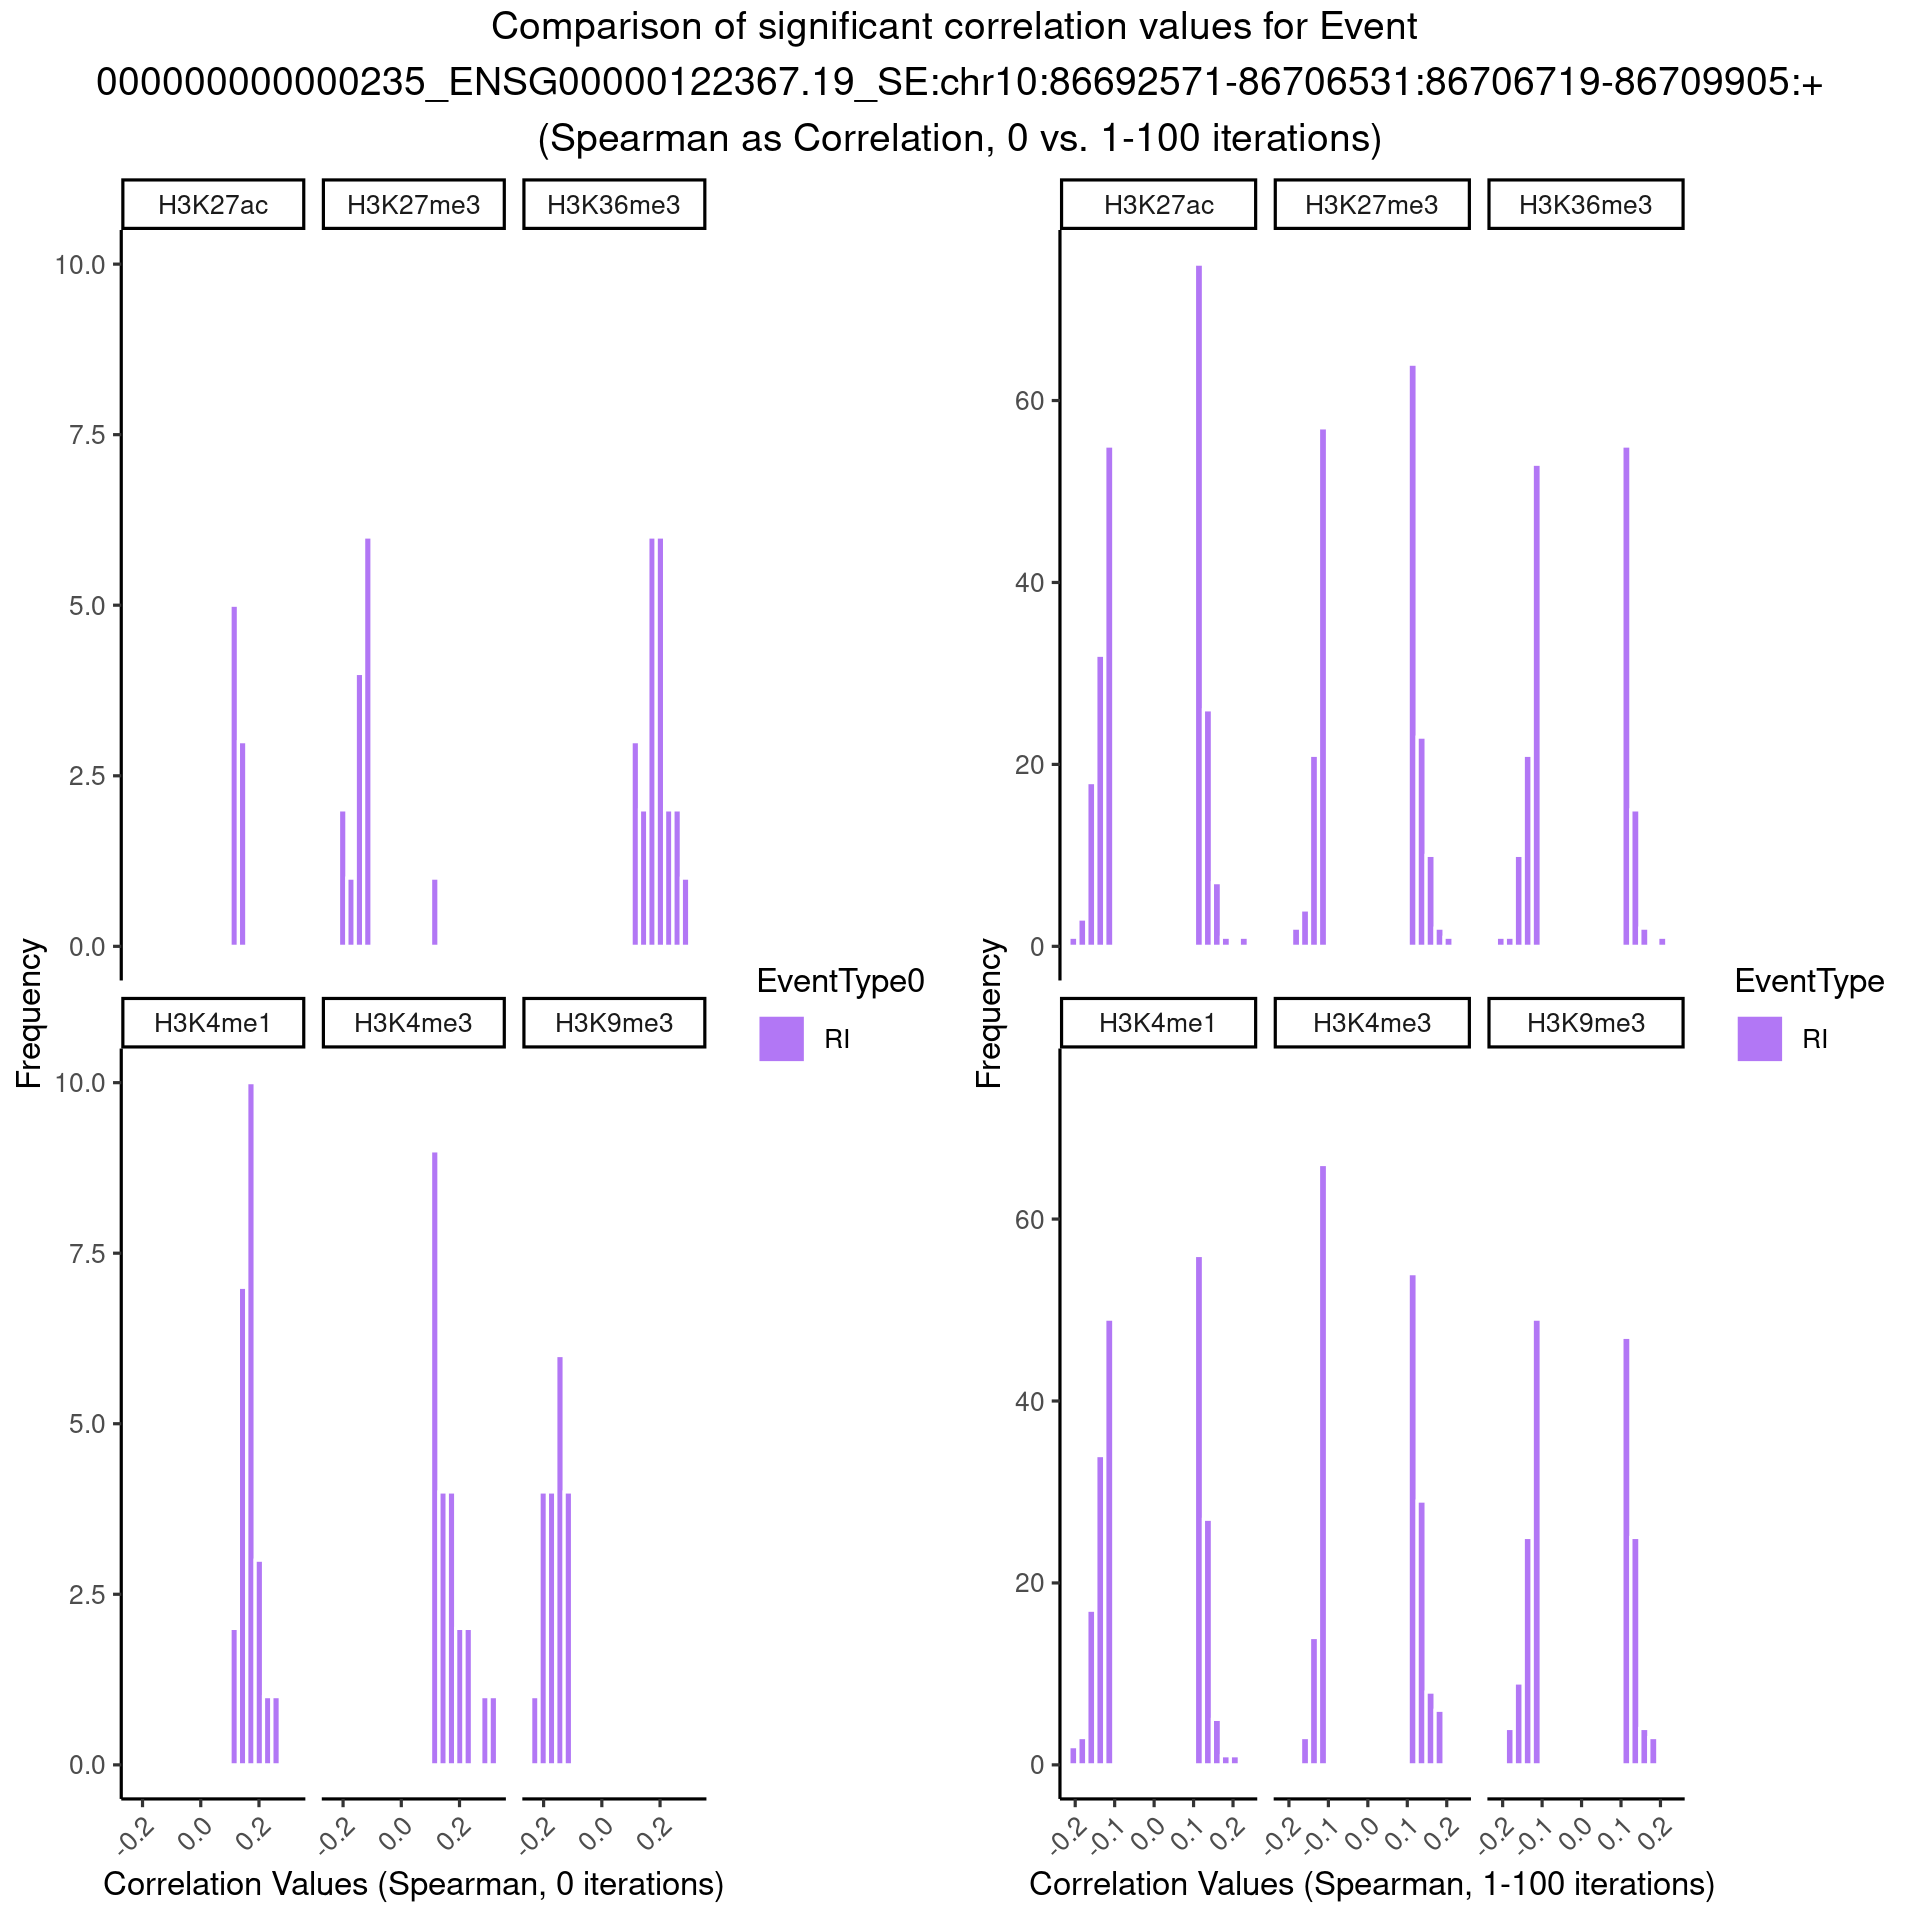 Comparison of significant correlation values for Event
000000000000235_ENSG00000122367.19_SE:chr10:86692571-86706531:86706719-86709905:+
(Spearman as Correlation, 0 vs. 1-100 iterations)
H3K27ac H3K27me3 H3K36me3
10.0
7.5
5.0
2.5
0.0
H3K4me1 H3K4me3 H3K9me3
10.0
7.5
5.0
2.5
0.0
Frequency
-0.2 0.0 0.2 -0.2 0.0 0.2 -0.2 0.0 0.2
Correlation Values (Spearman, 0 iterations)
EventType0
RI
H3K27ac H3K27me3 H3K36me3
60
40
20
0
H3K4me1 H3K4me3 H3K9me3
60
40
20
0
Frequency
-0.2 -0.1 0.0 0.1 0.2 -0.2 -0.1 0.0 0.1 0.2 -0.2 -0.1 0.0 0.1 0.2
Correlation Values (Spearman, 1-100 iterations)
EventType
RI